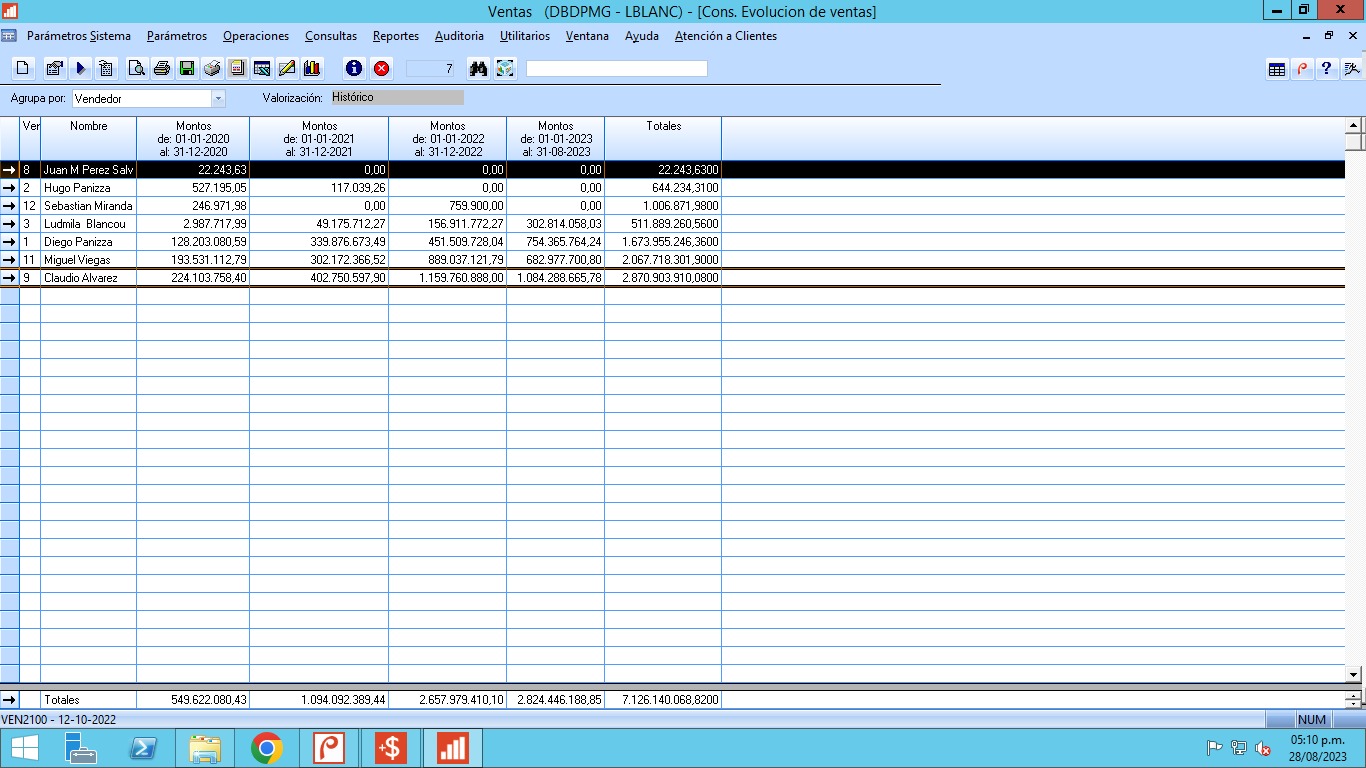 Ventas (DBDPMG - LBLANC) - [Cons. Evolucion de ventas]
Parámetros Sistema Parámetros Operaciones Consultas Reportes Auditoria Utilitarios Ventana Ayuda Atención a Clientes
7
Agrupa por: Vendedor Valorización: Histórico
Ver Nombre Montos de: 01-01-2020 al: 31-12-2020 Montos de: 01-01-2021 al: 31-12-2021 Montos de: 01-01-2022 al: 31-12-2022 Montos de: 01-01-2023 al: 31-08-2023 Totales
8 Juan M Perez Salv 22.243,63 0,00 0,00 0,00 22.243,6300
2 Hugo Panizza 527.195,05 117.039,26 0,00 0,00 644.234,3100
12 Sebastian Miranda 246.971,98 0,00 759.900,00 0,00 1.006.871,9800
3 Ludmila Blancou 2.987.717,99 49.175.712,27 156.911.772,27 302.814.058,03 511.889.260,5600
1 Diego Panizza 128.203.080,59 339.876.673,49 451.509.728,04 754.365.764,24 1.673.955.246,3600
11 Miguel Viegas 193.531.112,79 302.172.366,52 889.037.121,79 682.977.700,80 2.067.718.301,9000
9 Claudio Alvarez 224.103.758,40 402.750.597,90 1.159.760.888,00 1.084.288.665,78 2.870.903.910,0800
Totales 549.622.080,43 1.094.092.389,44 2.657.979.410,10 2.824.446.188,85 7.126.140.068,8200
VEN2100 - 12-10-2022 NUM
05:10 p.m.
28/08/2023